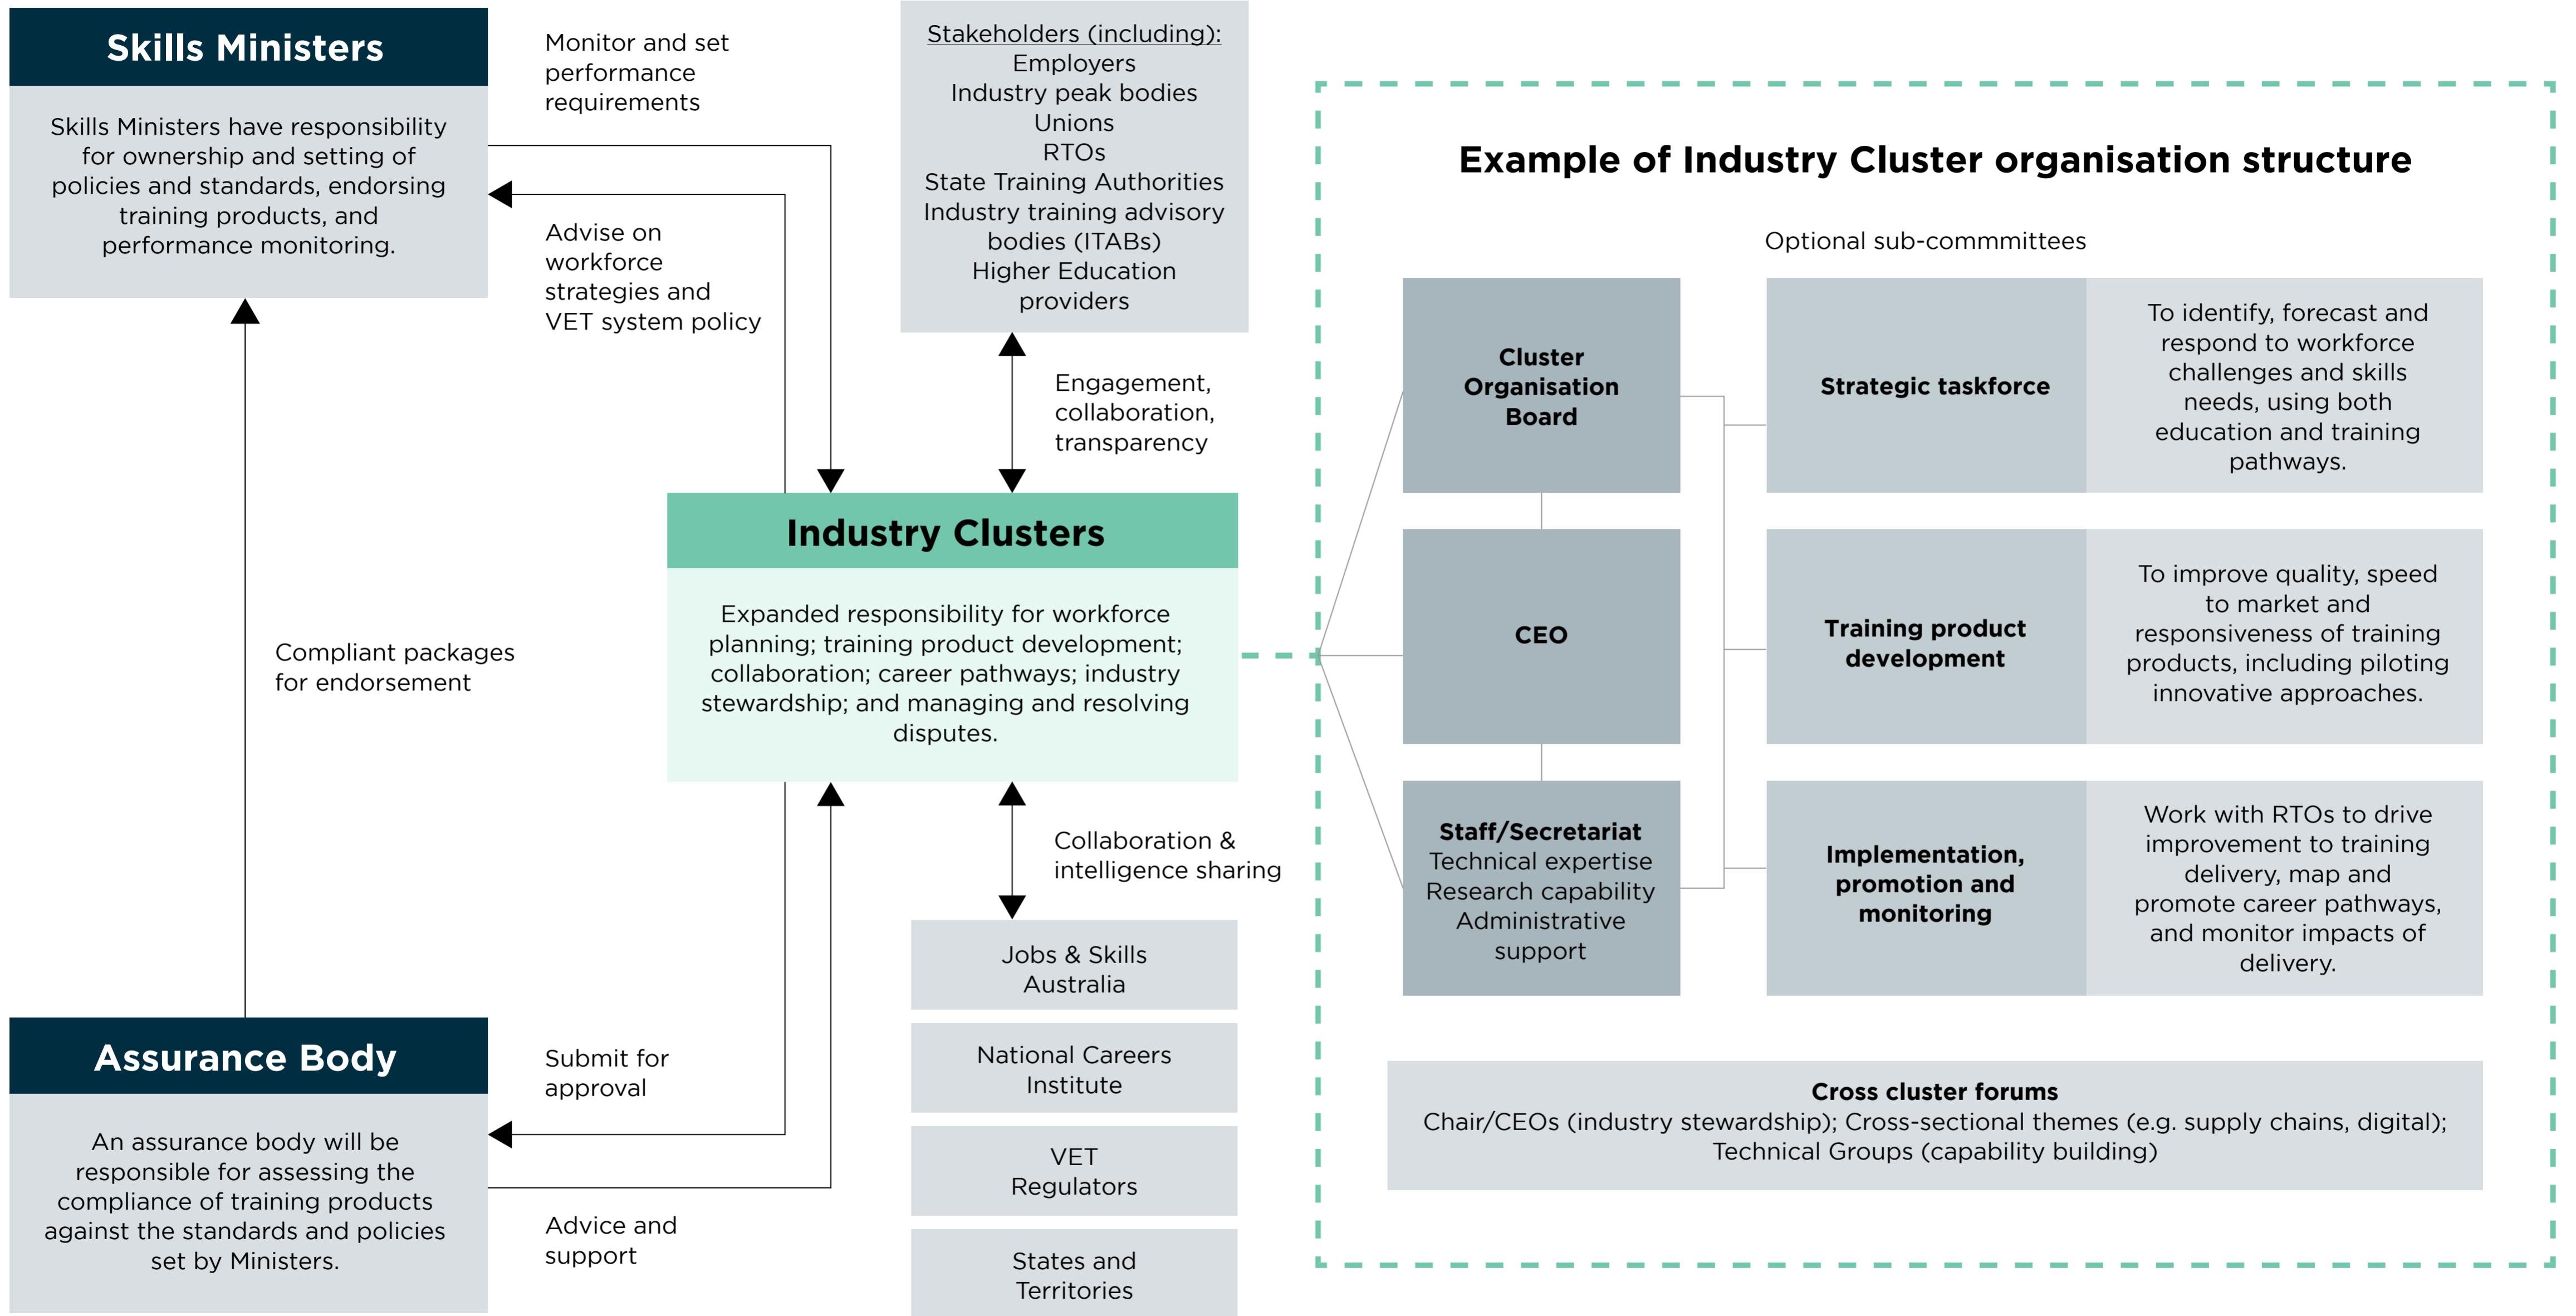 Skills Ministers
Skills Ministers have responsibility
for ownership and setting of
policies and standards, endorsing
training products, and
performance monitoring.
Monitor and set
performance
requirements
Advise on
workforce
strategies and
VET system policy
Stakeholders (including):
Employers
Industry peak bodies
Unions
RTOs
State Training Authorities
Industry training advisory
bodies (ITABs)
Higher Education
providers
Engagement,
collaboration,
transparency
Compliant packages
for endorsement
Industry Clusters
Expanded responsibility for workforce
planning; training product development;
collaboration; career pathways; industry
stewardship; and managing and resolving
disputes.
Collaboration &
intelligence sharing
Jobs & Skills
Australia
National Careers
Institute
VET
Regulators
States and
Territories
Assurance Body
An assurance body will be
responsible for assessing the
compliance of training products
against the standards and policies
set by Ministers.
Submit for
approval
Advice and
support
Example of Industry Cluster organisation structure
Optional sub-commmittees
Cluster
Organisation
Board
Strategic taskforce
To identify, forecast and
respond to workforce
challenges and skills
needs, using both
education and training
pathways.
CEO
Training product
development
To improve quality, speed
to market and
responsiveness of training
products, including piloting
innovative approaches.
Staff/Secretariat
Technical expertise
Research capability
Administrative
support
Implementation,
promotion and
monitoring
Work with RTOs to drive
improvement to training
delivery, map and
promote career pathways,
and monitor impacts of
delivery.
Cross cluster forums
Chair/CEOs (industry stewardship); Cross-sectional themes (e.g. supply chains, digital);
Technical Groups (capability building)